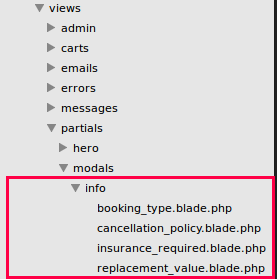 views
admin
carts
emails
errors
messages
partials
hero
modals
info
booking_type.blade.php
cancellation_policy.blade.php
insurance_required.blade.php
replacement_value.blade.php